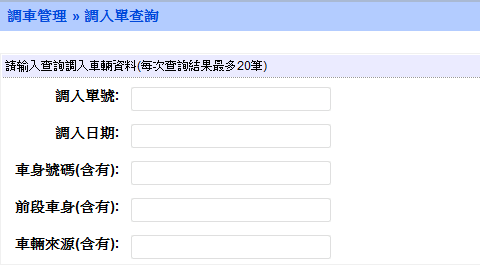 調車管理 » 調入單查詢
請輸入查詢調入車輛資料(每次查詢結果最多20筆)
調入單號:
調入日期:
車身號碼(含有):
前段車身(含有):
車輛來源(含有):